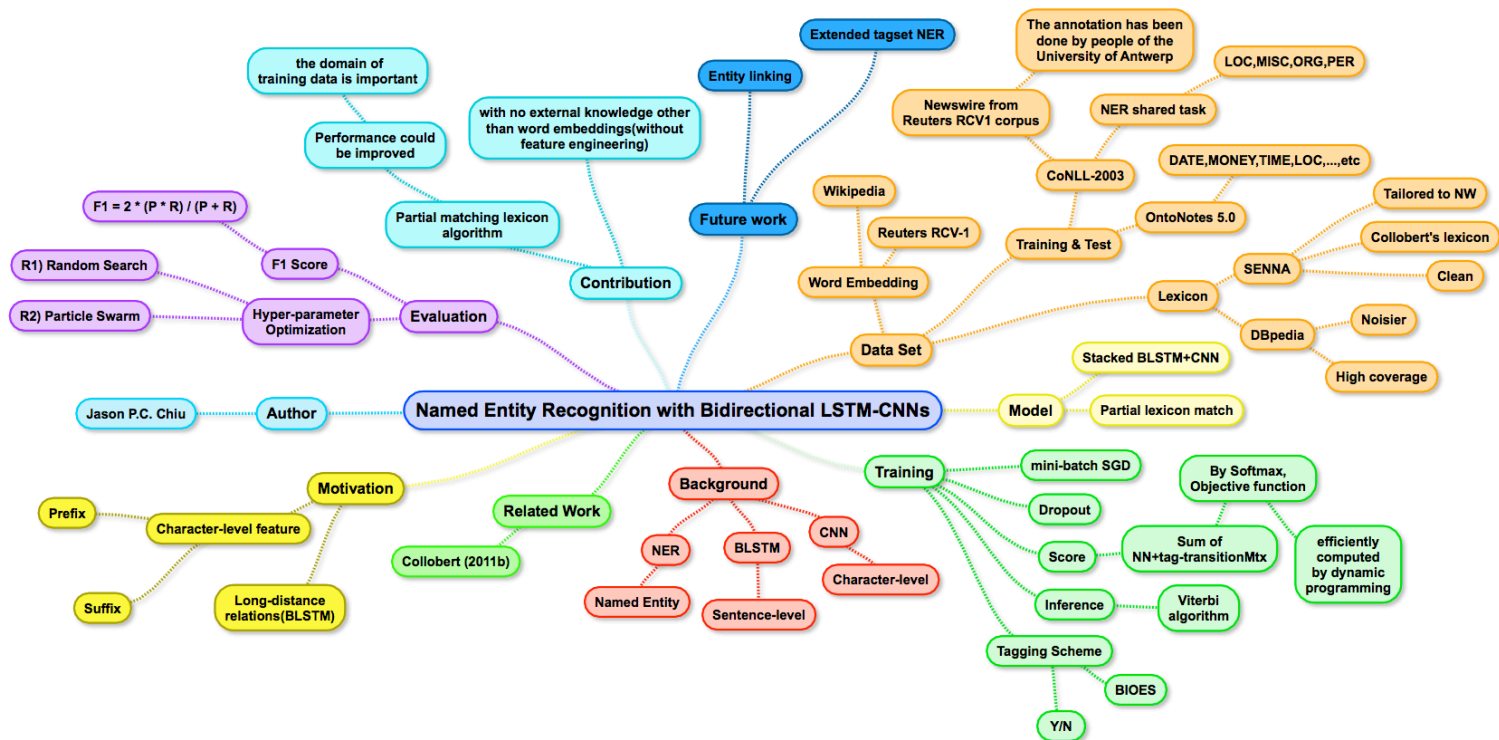 Named Entity Recognition with Bidirectional LSTM-CNNs
Future work
Entity linking
Extended tagset NER
Contribution
with no external knowledge other
than word embeddings(without
feature engineering)
Partial matching lexicon
algorithm
Performance could
be improved
the domain of
training data is important
Evaluation
F1 Score
F1 = 2 * (P * R) / (P + R)
Hyper-parameter
Optimization
R1) Random Search
R2) Particle Swarm
Author
Jason P.C. Chiu
Motivation
Character-level feature
Prefix
Suffix
Long-distance
relations(BLSTM)
Related Work
Collobert (2011b)
Background
NER
Named Entity
BLSTM
Sentence-level
CNN
Character-level
Training
mini-batch SGD
Dropout
Score
Sum of
NN+tag-transitionMtx
By Softmax,
Objective function
efficiently
computed
by dynamic
programming
Inference
Viterbi
algorithm
Tagging Scheme
BIOES
Y/N
Model
Stacked BLSTM+CNN
Partial lexicon match
Data Set
Word Embedding
Wikipedia
Reuters RCV-1
Training & Test
CoNLL-2003
Newswire from
Reuters RCV1 corpus
The annotation has been
done by people of the
University of Antwerp
NER shared task
LOC,MISC,ORG,PER
OntoNotes 5.0
DATE,MONEY,TIME,LOC,...,etc
Lexicon
SENNA
Tailored to NW
Collobert's lexicon
Clean
DBpedia
Noisier
High coverage